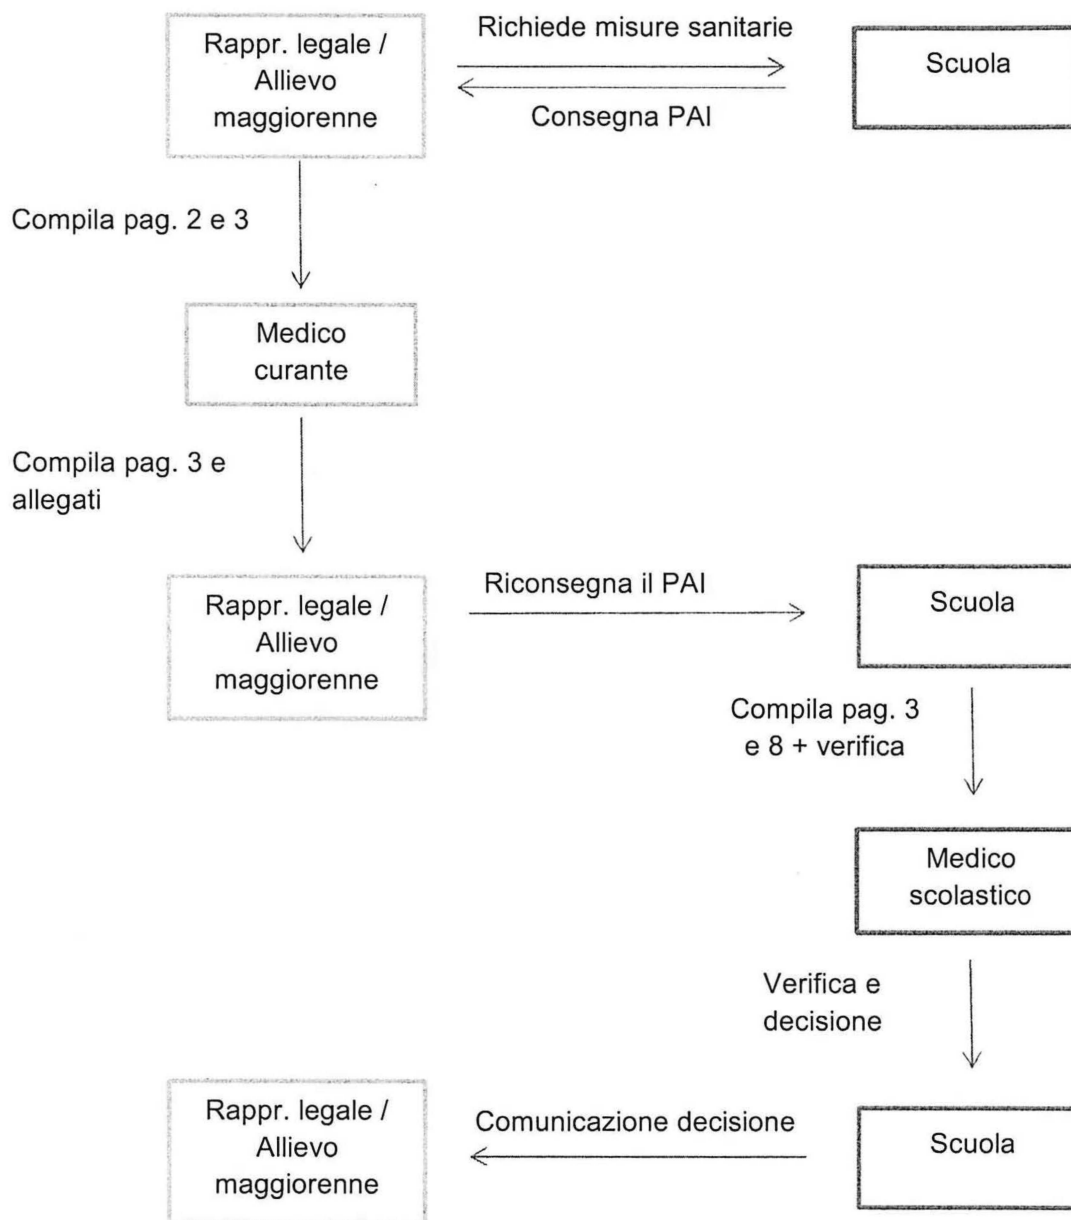 Richiede misure sanitarie
Rappr. legale /
Allievo
maggiorenne
Scuola
Consegna PAI
Compila pag. 2 e 3
Medico
curante
Compila pag. 3 e
allegati
Rappr. legale /
Allievo
maggiorenne
Riconsegna il PAI
Scuola
Compila pag. 3
e 8 + verifica
Medico
scolastico
Verifica e
decisione
Rappr. legale /
Allievo
maggiorenne
Comunicazione decisione
Scuola